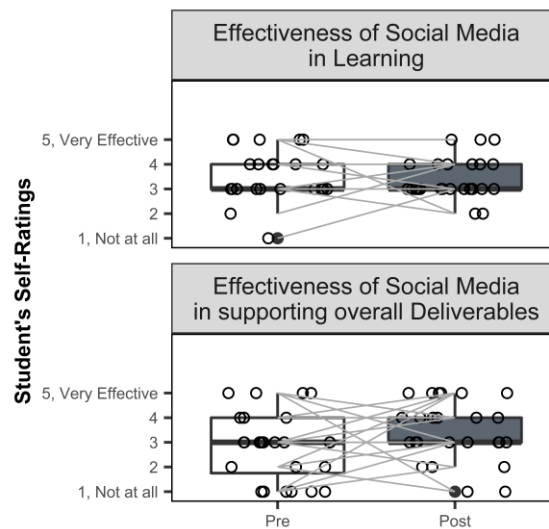 Effectiveness of Social Media
in Learning
5, Very Effective
4
3
2
1, Not at all
Student's Self-Ratings
Effectiveness of Social Media
in supporting overall Deliverables
5, Very Effective
4
3
2
1, Not at all
Pre
Post